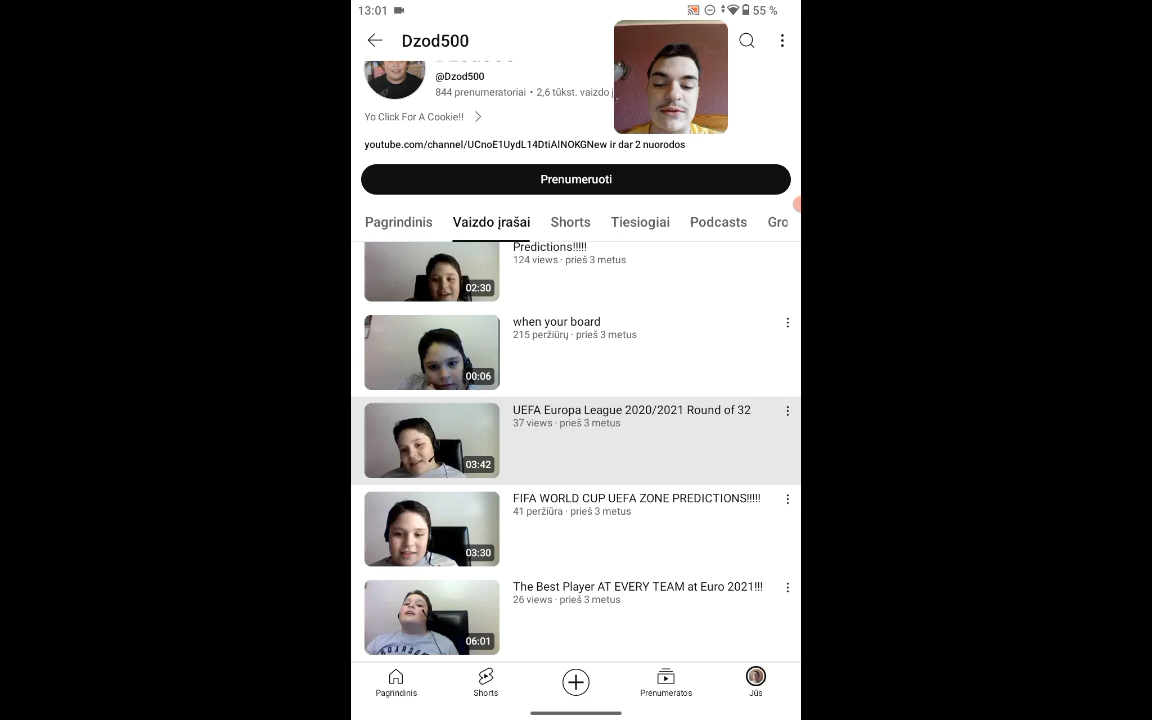 13:01
55 %
Dzod500
@Dzod500
844 prenumeratoriai • 2,6 tūkst. vaizdo į
Yo Click For A Cookie!!
youtube.com/channel/UCnoE1UydL14DtiAlNOKGNew ir dar 2 nuorodos
Prenumeruoti
Pagrindinis Vaizdo įrašai Shorts Tiesiogiai Podcasts Gro
Predictions!!!!!
124 views · prieš 3 metus
02:30
when your board
215 peržiūrų · prieš 3 metus
00:06
UEFA Europa League 2020/2021 Round of 32
37 views · prieš 3 metus
03:42
FIFA WORLD CUP UEFA ZONE PREDICTIONS!!!!!
41 peržiūra · prieš 3 metus
03:30
The Best Player AT EVERY TEAM at Euro 2021!!!
26 views · prieš 3 metus
06:01
Pagrindinis Shorts Prenumeratos Jūs